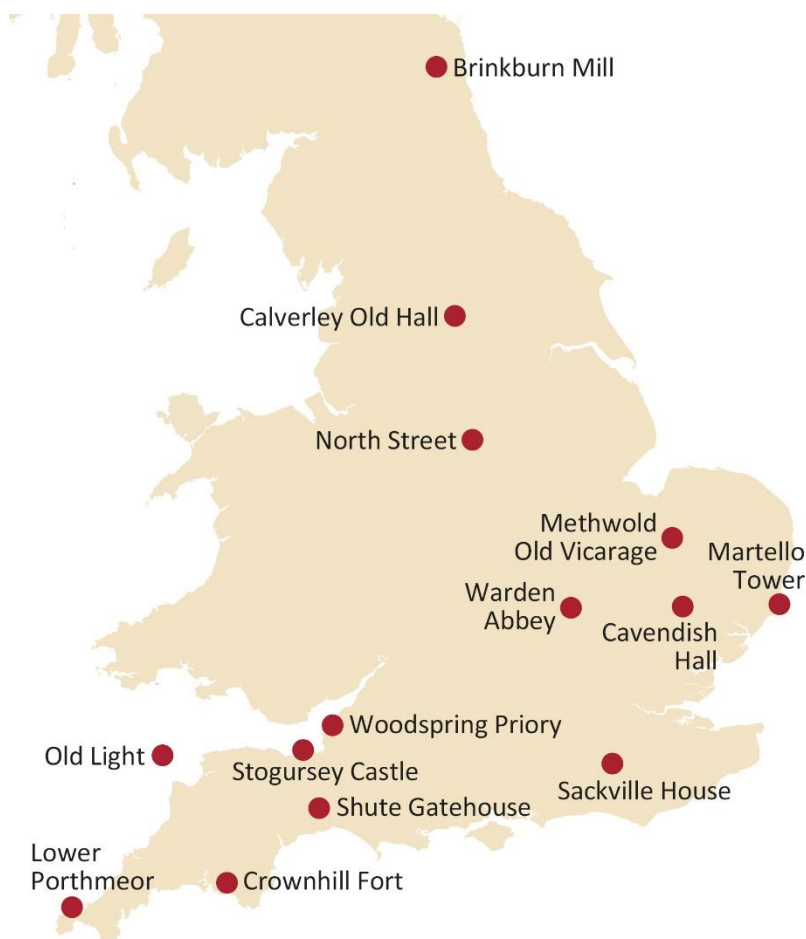 Brinkburn Mill
Calverley Old Hall
North Street
Methwold
Old Vicarage
Martello
Tower
Warden
Abbey
Cavendish
Hall
Woodspring Priory
Old Light
Stogursey Castle
Sackville House
Shute Gatehouse
Lower
Porthmeor
Crownhill Fort